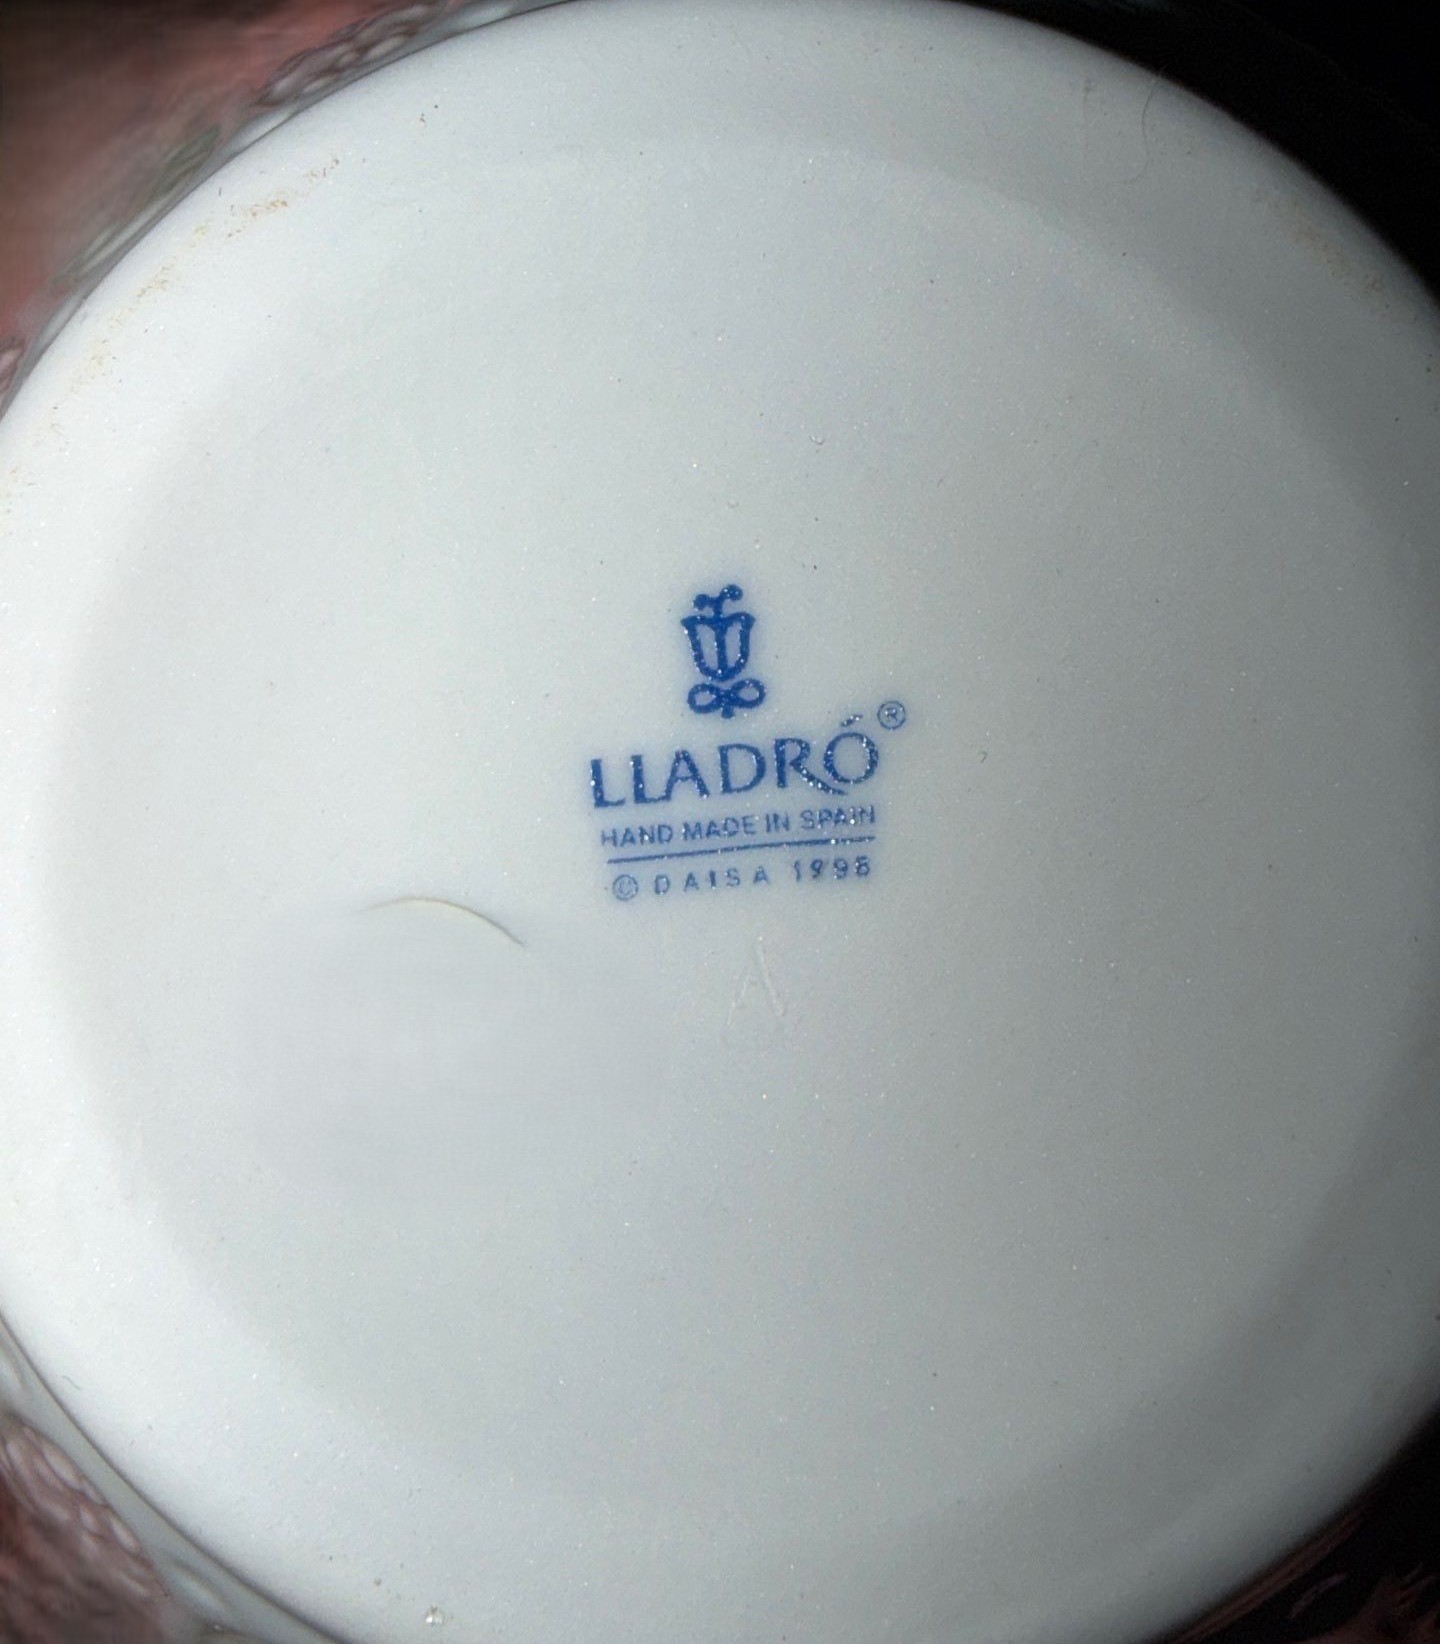 LLADRÓ®
HAND MADE IN SPAIN
© DAISA 1998
A